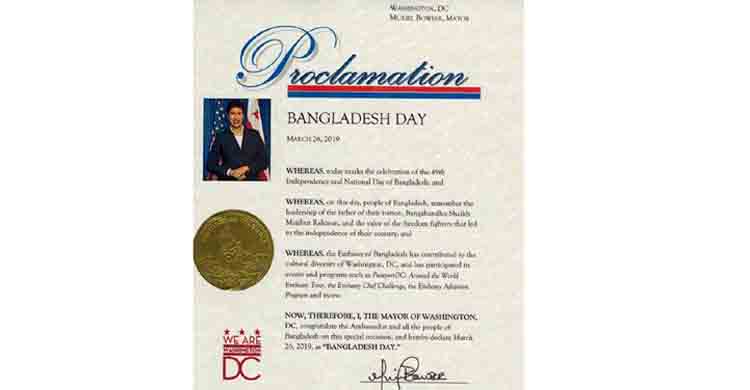 WASHINGTON, DC
MURIEL BOWSER, MAYOR
Proclamation
BANGLADESH DAY
MARCH 26, 2019
WHEREAS, today marks the celebration of the 49th
Independence and National Day of Bangladesh; and
WHEREAS, on this day, people of Bangladesh, remember the
leadership of the father of their nation, Bangabandhu Sheikh
Mujibur Rahman, and the valor of the freedom fighters that led
to the independence of their country; and
WHEREAS, the Embassy of Bangladesh has contributed to the
cultural diversity of Washington, DC, and has participated in
events and programs such as PassportDC: Around the World
Embassy Tour, the Embassy Chef Challenge, the Embassy Adoption
Program and more:
NOW, THEREFORE, I, THE MAYOR OF WASHINGTON,
DC, congratulate the Ambassador and all the people of
Bangladesh on this special occasion, and hereby declare March
26, 2019, as "BANGLADESH DAY."
WE ARE
WASHINGTON
DC